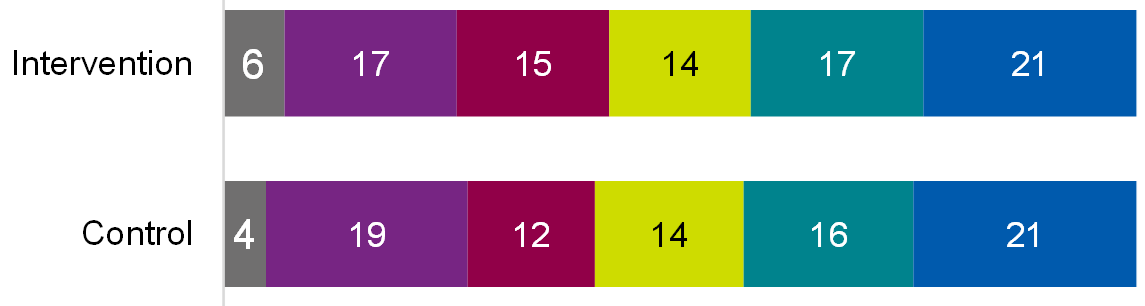 Intervention 6 17 15 14 17 21
Control 4 19 12 14 16 21